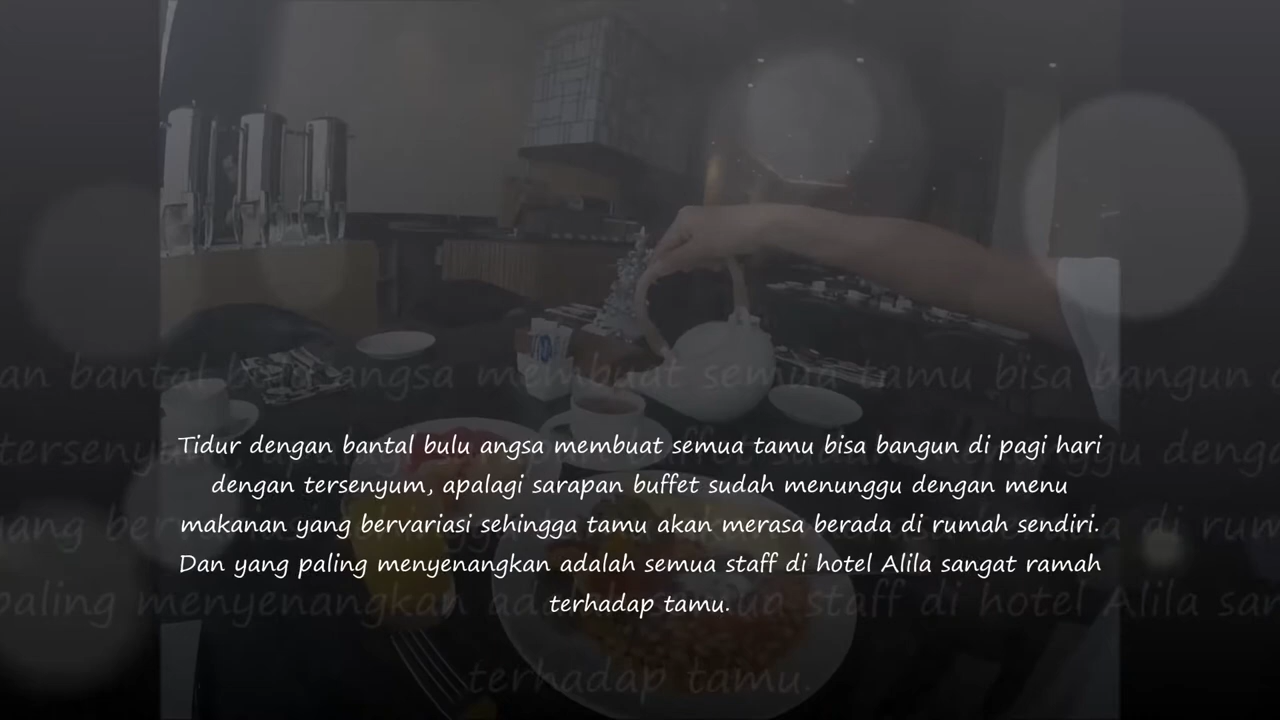 Tidur dengan bantal bulu angsa membuat semua tamu bisa bangun di pagi hari
dengan tersenyum, apalagi sarapan buffet sudah menunggu dengan menu
makanan yang bervariasi sehingga tamu akan merasa berada di rumah sendiri.
Dan yang paling menyenangkan adalah semua staff di hotel Alila sangat ramah
terhadap tamu.